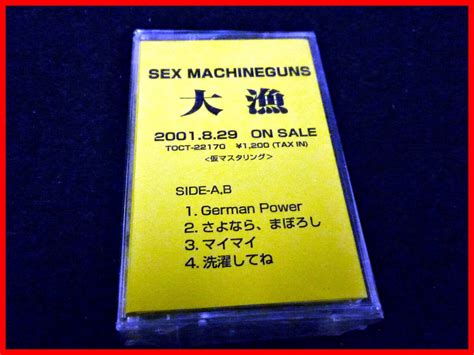 SEX MACHINEGUNS
大漁
2001.8.29 ON SALE
TOCT-22170 ¥1,200 (TAX IN)
<仮マスタリング>
SIDE-A,B
1. German Power
2. さよなら、まぼろし
3. マイマイ
4. 洗濯してね